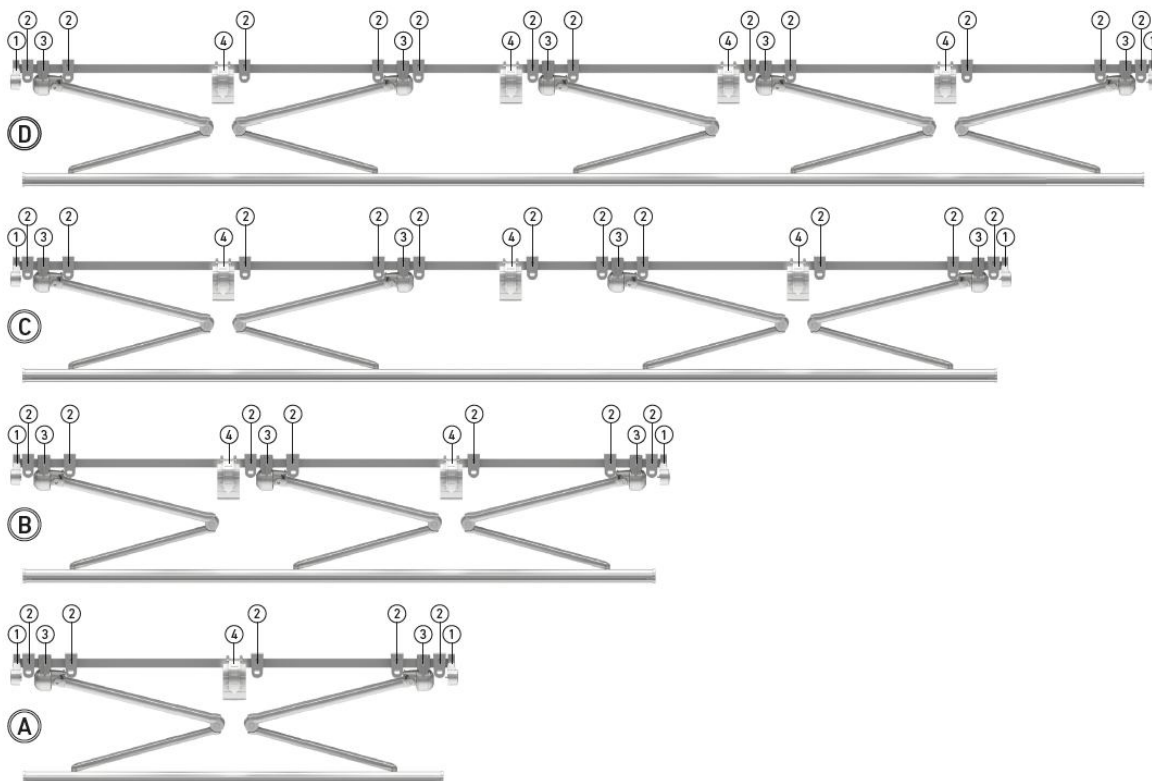 2 2 2 2 2 2 2 2 2 2 2 2
1 3 4 3 4 3 4 3 4 3 1
D
2 2 2 2 2 2 2 2 2 2 2
1 3 4 3 4 3 4 3 1
C
2 2 2 2 2 2 2
1 3 4 3 4 3 1
B
2 2 2 2 2
1 3 4 3 1
A